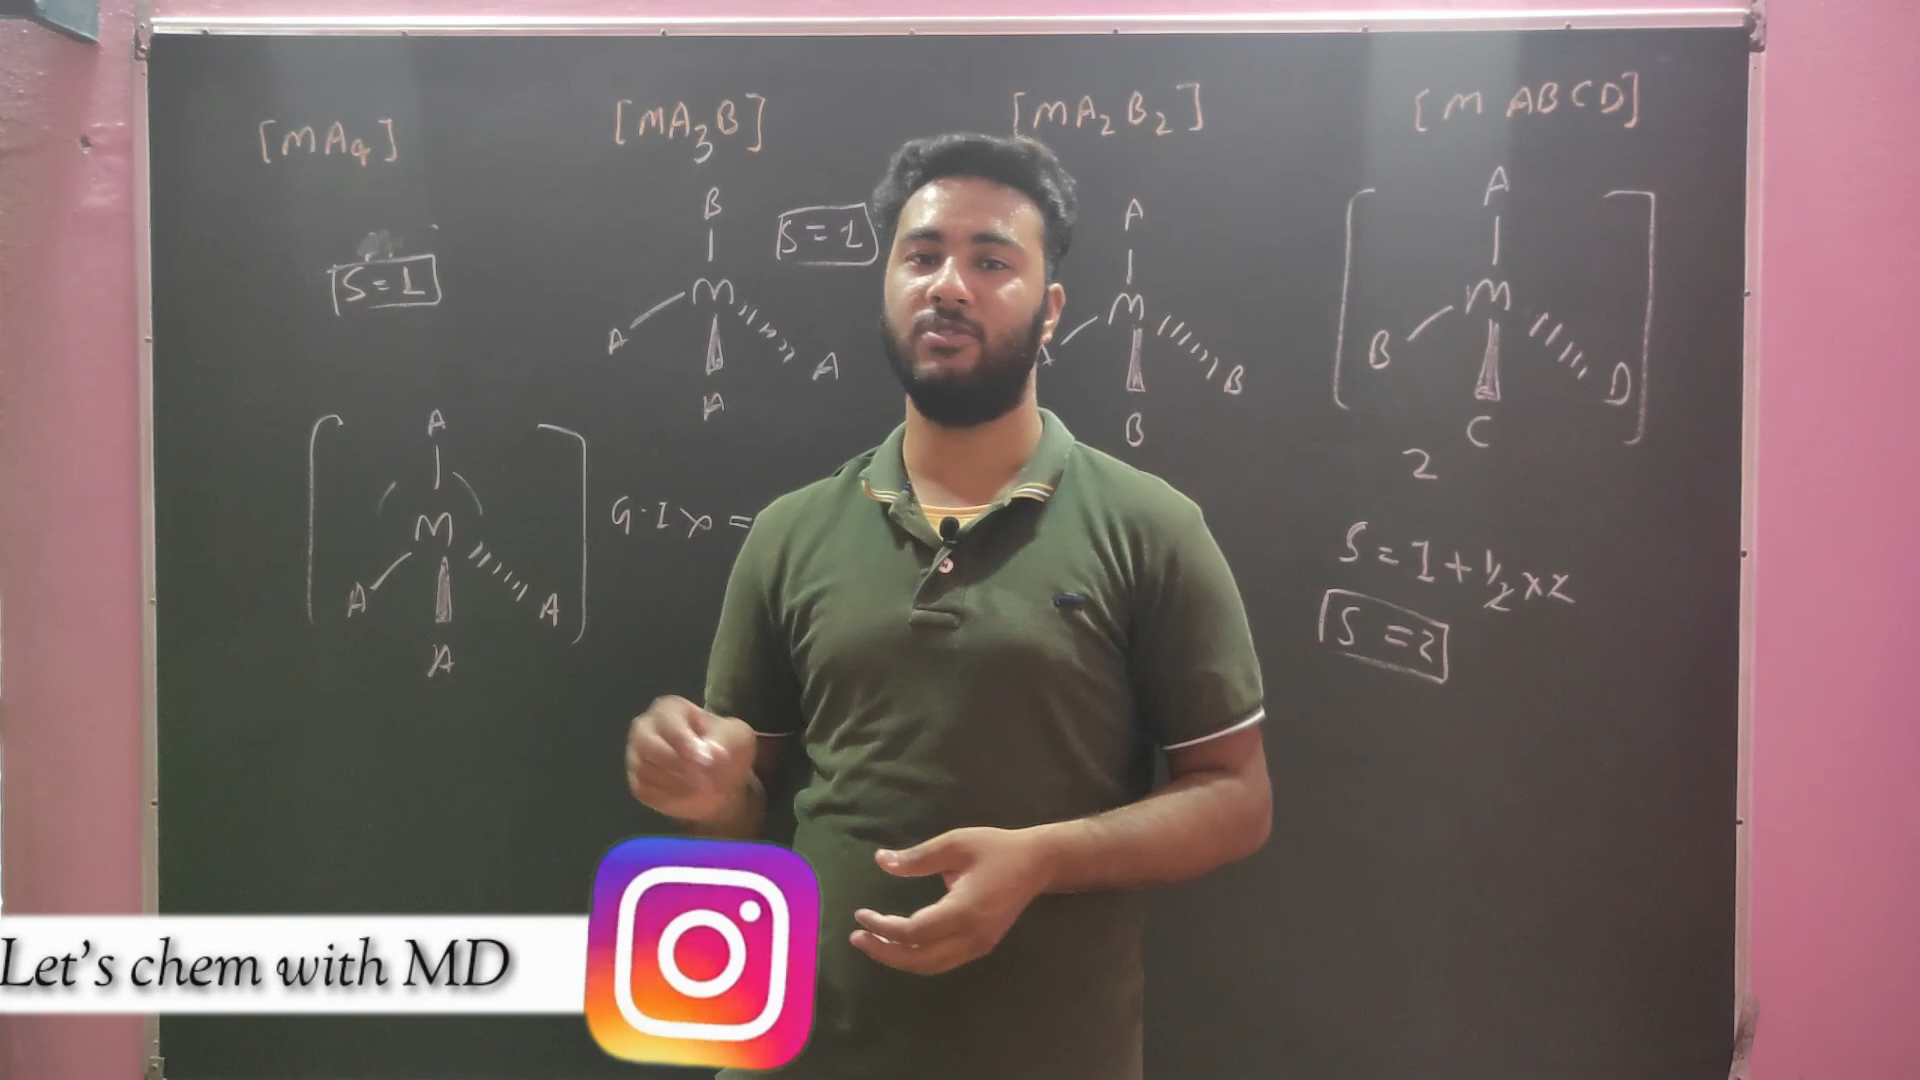 [MA4]
[MA3B]
[MA2B2]
[M ABCD]
S=1
B
S=1
M
A
A
A
A
M
B
B
A
M
B
D
C
2
A
M
A
A
A
G.I x =
S = 1 + 1/2 x 2
S = 2
Let's chem with MD